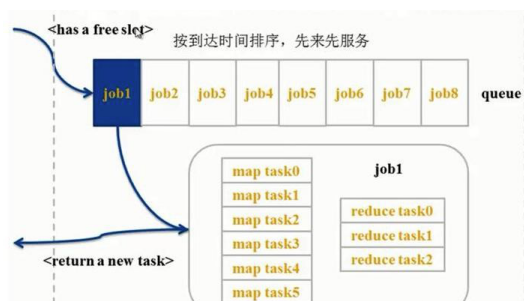 <has a free slot>
按到达时间排序，先来先服务
job1 job2 job3 job4 job5 job6 job7 job8 queue
map task0
map task1
map task2
map task3
map task4
map task5
job1
reduce task0
reduce task1
reduce task2
<return a new task>